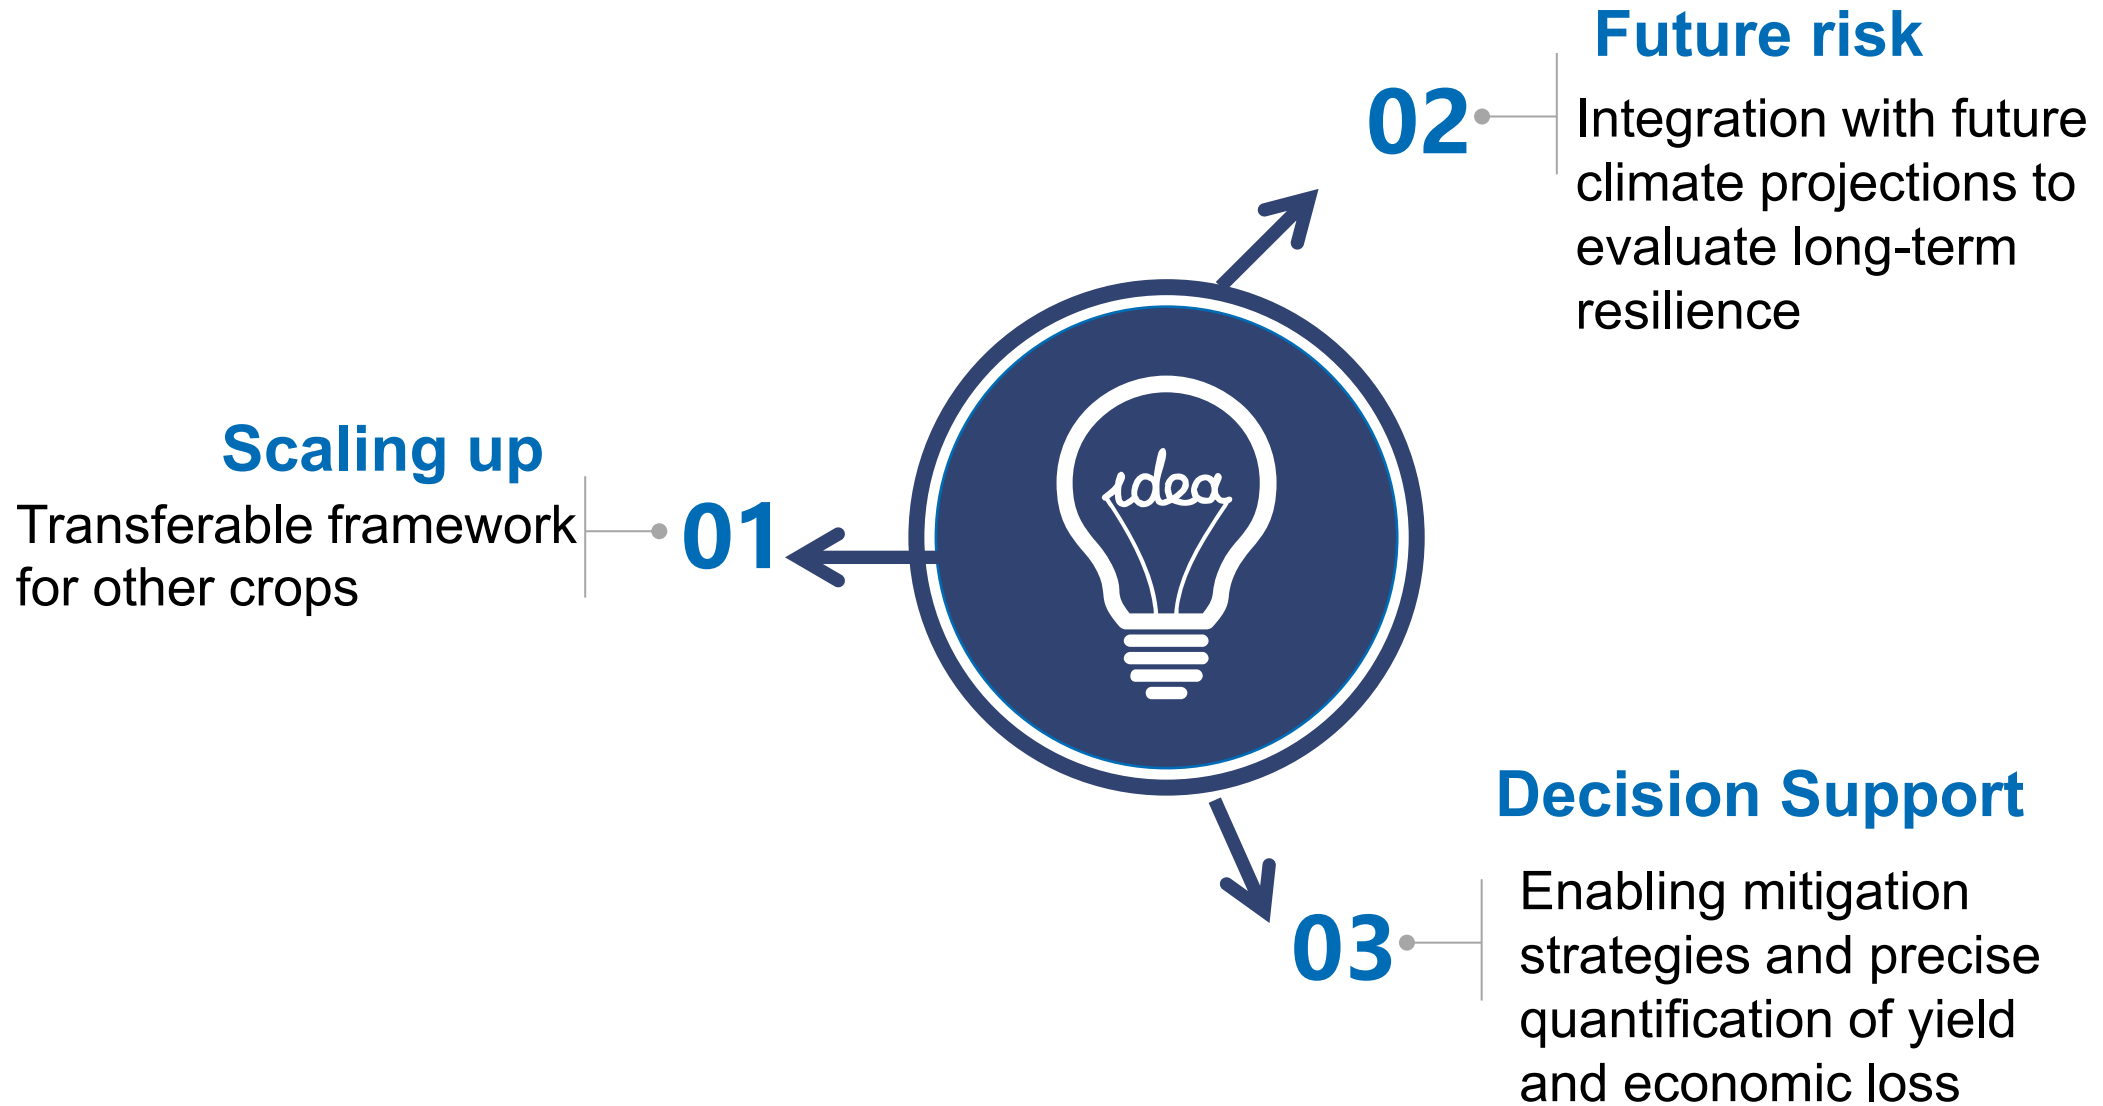 Scaling up
Transferable framework
for other crops
01
idea
02
Future risk
Integration with future
climate projections to
evaluate long-term
resilience
03
Decision Support
Enabling mitigation
strategies and precise
quantification of yield
and economic loss